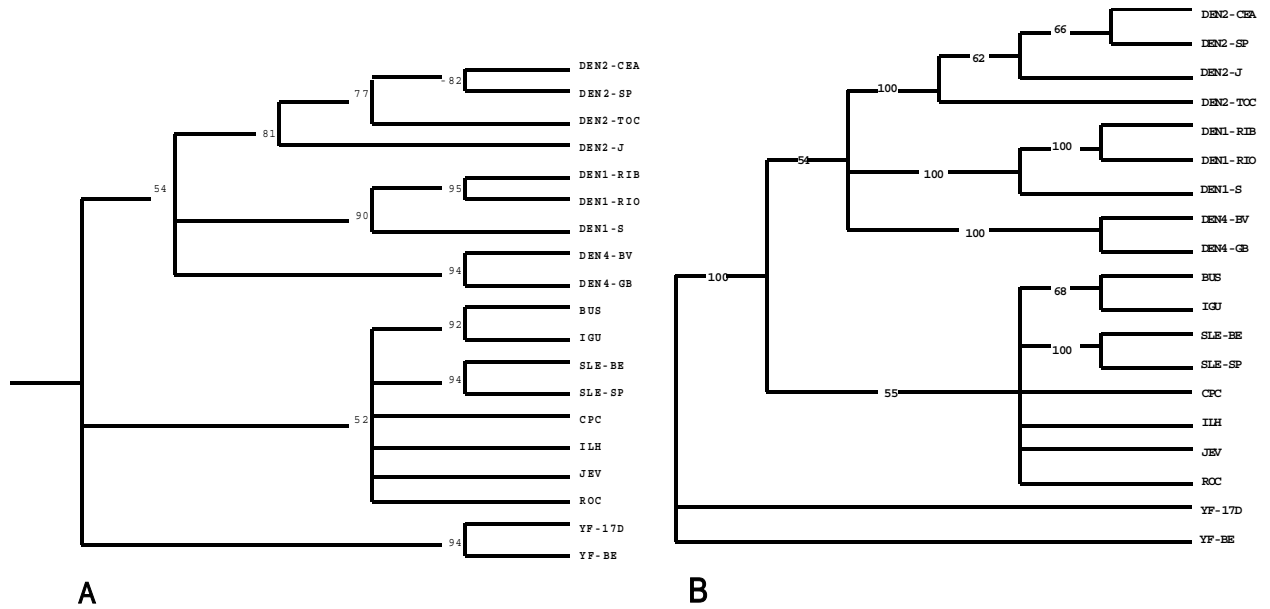 DEN2-CEA
82
DEN2-SP
77
DEN2-TOC
81
DEN2-J
DEN1-RIB
54
95
DEN1-RIO
90
DEN1-S
DEN4-BV
94
DEN4-GB
BUS
92
IGU
SLE-BE
94
SLE-SP
CPC
52
ILH
JEV
ROC
YF-17D
94
YF-BE
A
DEN2-CEA
66
DEN2-SP
62
DEN2-J
100
DEN2-TOC
DEN1-RIB
100
54
DEN1-RIO
100
DEN1-S
DEN4-BV
100
DEN4-GB
100
BUS
68
IGU
SLE-BE
100
SLE-SP
55
CPC
ILH
JEV
ROC
YF-17D
YF-BE
B